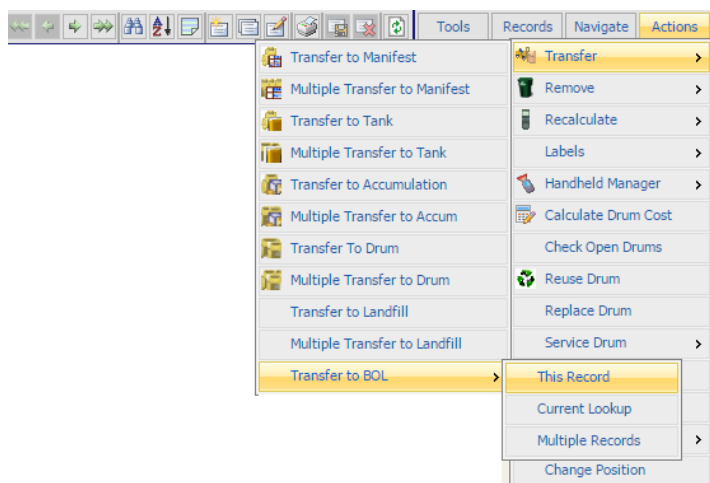 Tools Records Navigate Actions
Transfer to Manifest
Multiple Transfer to Manifest
Transfer to Tank
Multiple Transfer to Tank
Transfer to Accumulation
Multiple Transfer to Accum
Transfer To Drum
Multiple Transfer to Drum
Transfer to Landfill
Multiple Transfer to Landfill
Transfer to BOL
Transfer
Remove
Recalculate
Labels
Handheld Manager
Calculate Drum Cost
Check Open Drums
Reuse Drum
Replace Drum
Service Drum
This Record
Current Lookup
Multiple Records
Change Position